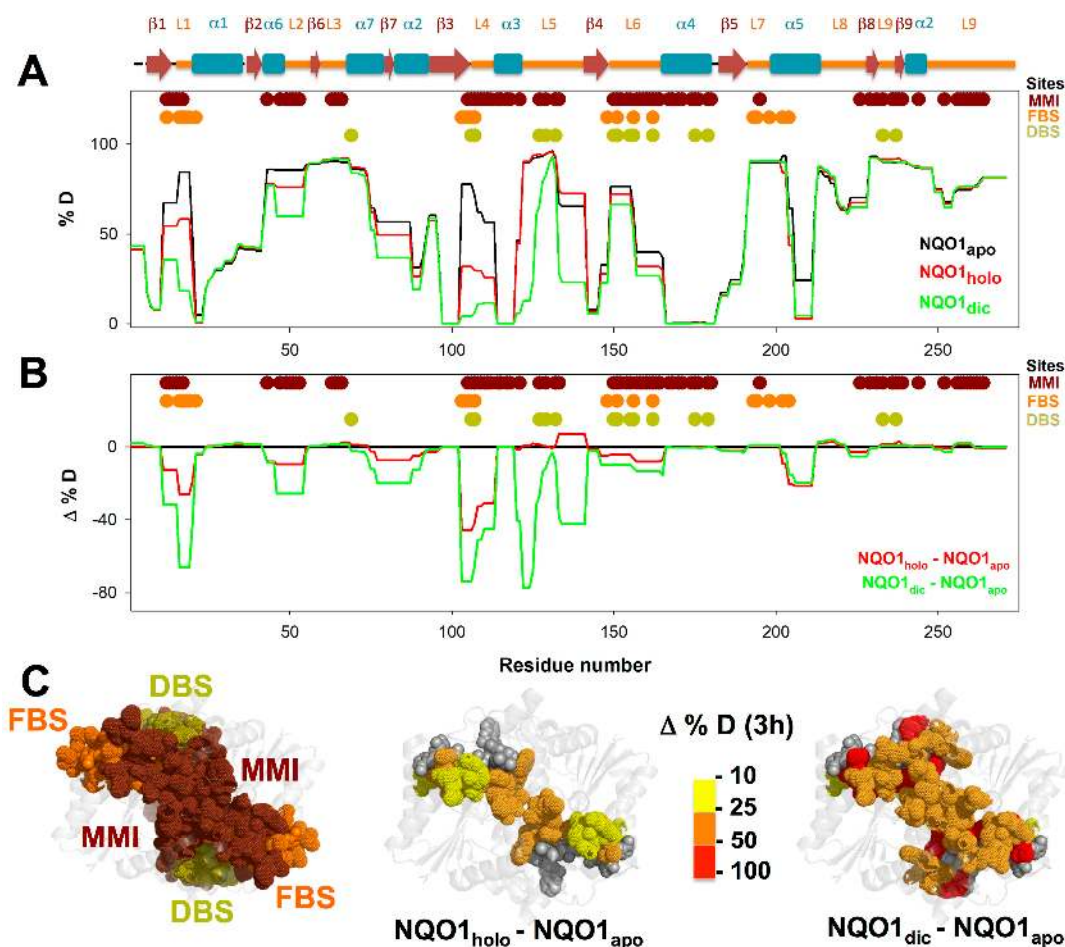 β1 L1 α1 β2 α6 L2 β6 L3 α7 β7 α2 β3 L4 α3 L5 β4 L6 α4 β5 L7 α5 L8 β8 L9 β9 α2 L9
A
Sites
MMI
FBS
DBS
100
% D
50
0
NQO1apo
NQO1holo
NQO1dic
50 100 150 200 250
B
Sites
MMI
FBS
DBS
0
Δ % D
-40
-80
NQO1holo - NQO1apo
NQO1dic - NQO1apo
50 100 150 200 250
Residue number
C
DBS
FBS
MMI
MMI
FBS
DBS
Δ % D (3h)
- 10
- 25
- 50
- 100
NQO1holo - NQO1apo
NQO1dic - NQO1apo